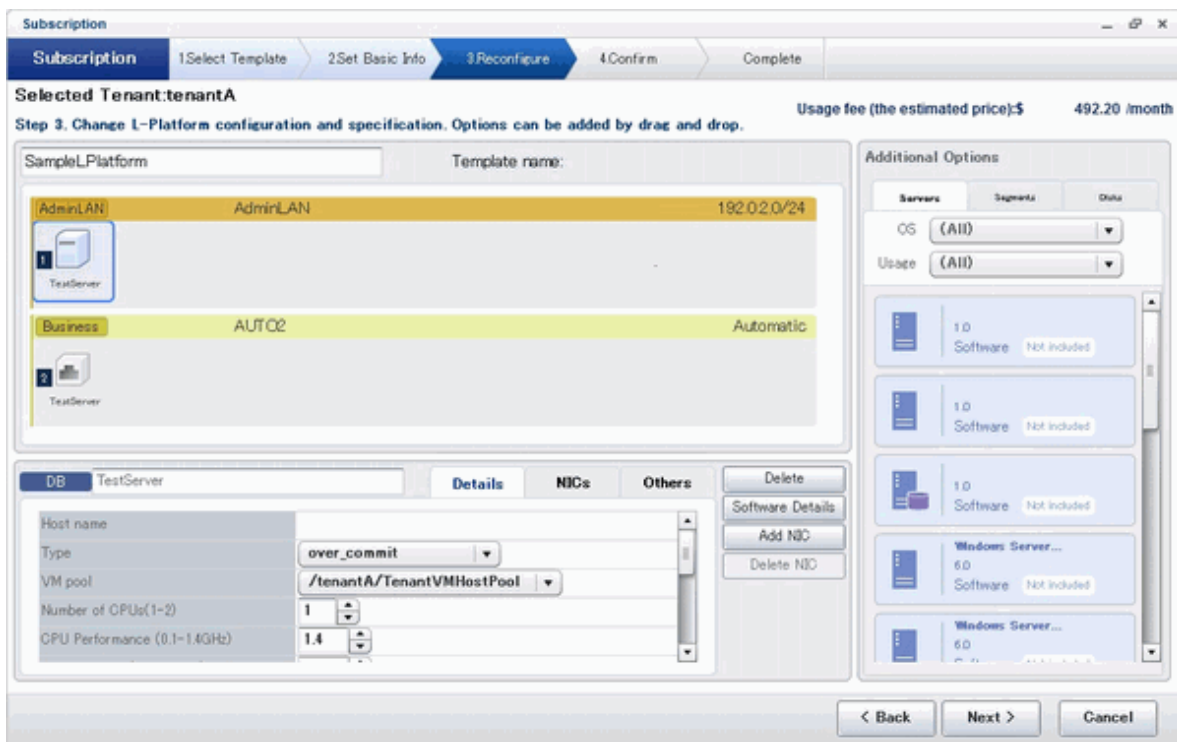 Subscription
Subscription
1.Select Template
2.Set Basic Info
3.Reconfigure
4.Confirm
Complete
Selected Tenant:tenantA
Usage fee (the estimated price):$ 492.20 /month
Step 3. Change L-Platform configuration and specification. Options can be added by drag and drop.
SampleLPlatform
Template name:
AdminLAN AdminLAN 192.0.2.0/24
1
TestServer
Business AUTO2 Automatic
2
TestServer
Additional Options
Servers Segments Disks
OS (All)
Usage (All)
1.0
Software Not included
1.0
Software Not included
1.0
Software Not included
Windows Server...
6.0
Software Not included
Windows Server...
6.0
DB TestServer
Details NICs Others
Host name
Type over_commit
VM pool /tenantA/TenantVMHostPool
Number of CPUs(1-2) 1
CPU Performance (0.1-1.4GHz) 1.4
Delete
Software Details
Add NIC
Delete NIC
< Back
Next >
Cancel